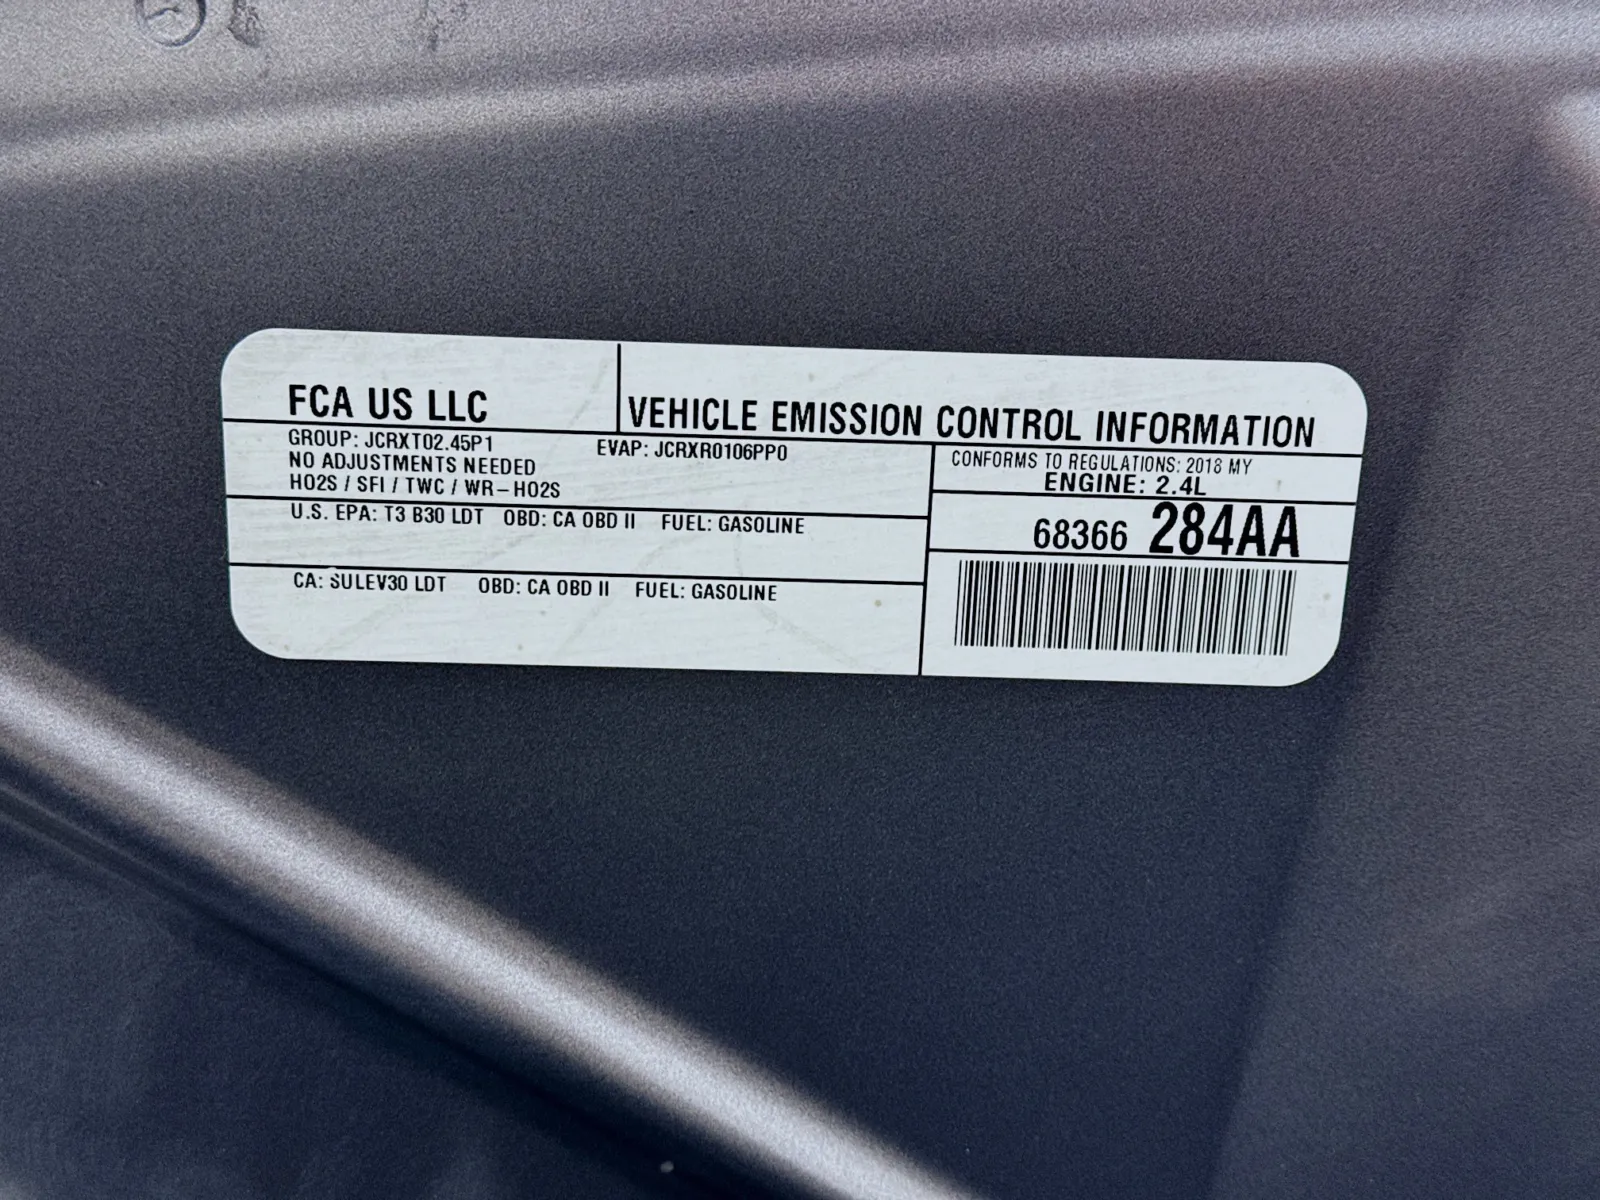 FCA US LLC
VEHICLE EMISSION CONTROL INFORMATION
GROUP: JCRXT02.45P1
EVAP: JCRXR0106PP0
NO ADJUSTMENTS NEEDED
HO2S / SFI / TWC / WR-HO2S
CONFORMS TO REGULATIONS: 2018 MY
ENGINE: 2.4L
U.S. EPA: T3 B30 LDT OBD: CA OBD II FUEL: GASOLINE
68366 284AA
CA: SULEV30 LDT OBD: CA OBD II FUEL: GASOLINE